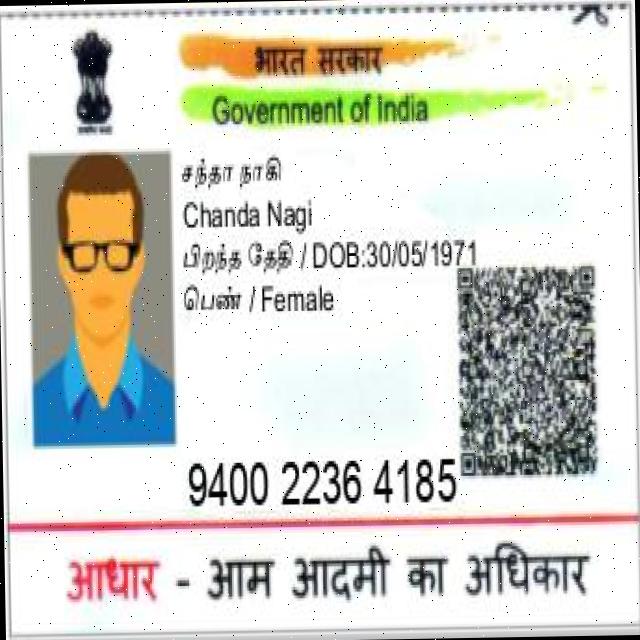 भारत सरकार
Government of India
சந்தா நாகி
Chanda Nagi
பிறந்த தேதி / DOB:30/05/1971
பெண் / Female
9400 2236 4185
आधार - आम आदमी का अधिकार